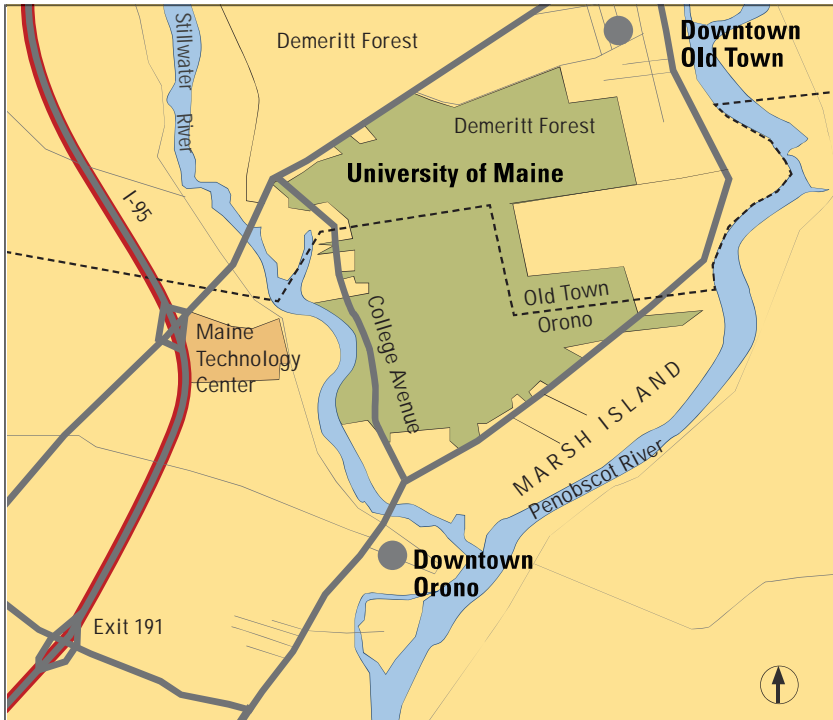 Stillwater River
Demeritt Forest
Downtown
Old Town
Demeritt Forest
University of Maine
I-95
Old Town
Orono
College Avenue
Maine
Technology
Center
MARSH ISLAND
Penobscot River
Downtown
Orono
Exit 191